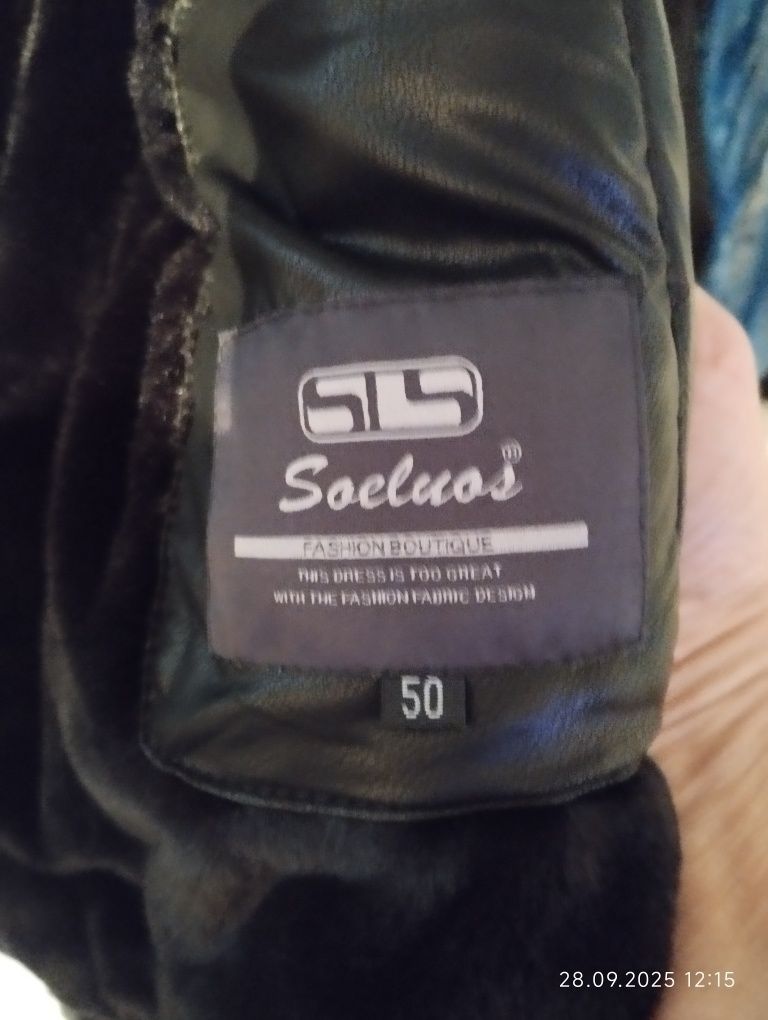 SLS
Soeluos®
FASHION BOUTIQUE
THIS DRESS IS TOO GREAT
WITH THE FASHION FABRIC DESIGN
50
28.09.2025 12:15